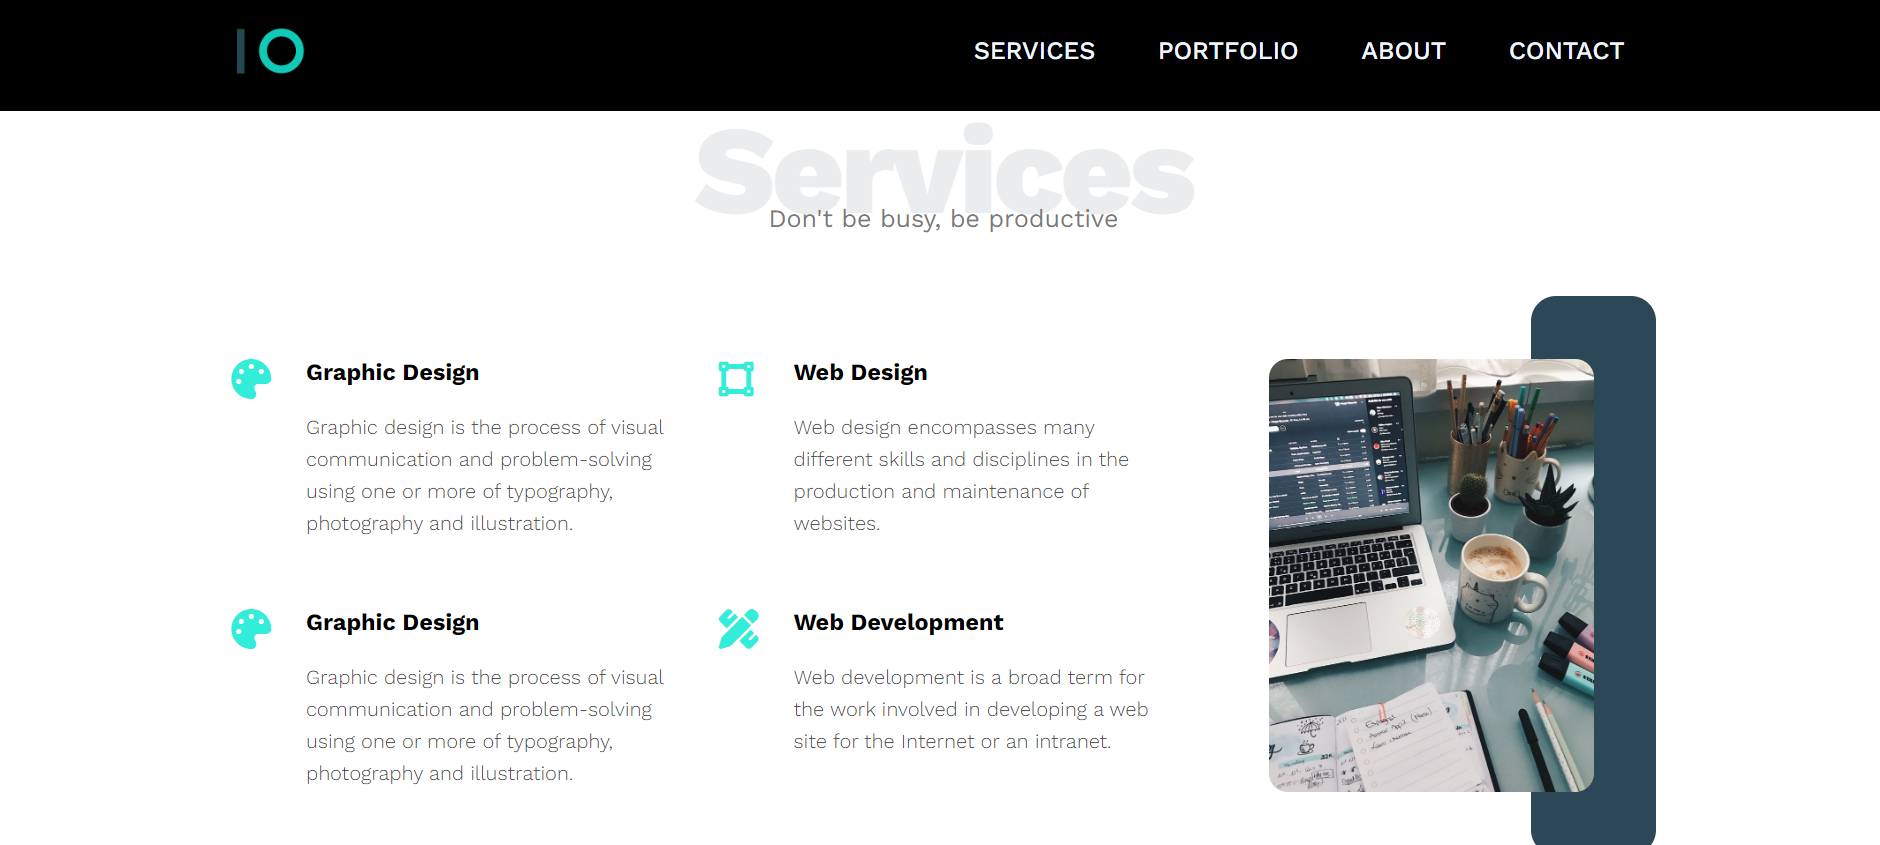 IO
SERVICES PORTFOLIO ABOUT CONTACT
Services
Don't be busy, be productive
Graphic Design
Graphic design is the process of visual
communication and problem-solving
using one or more of typography,
photography and illustration.
Web Design
Web design encompasses many
different skills and disciplines in the
production and maintenance of
websites.
Graphic Design
Graphic design is the process of visual
communication and problem-solving
using one or more of typography,
photography and illustration.
Web Development
Web development is a broad term for
the work involved in developing a web
site for the Internet or an intranet.